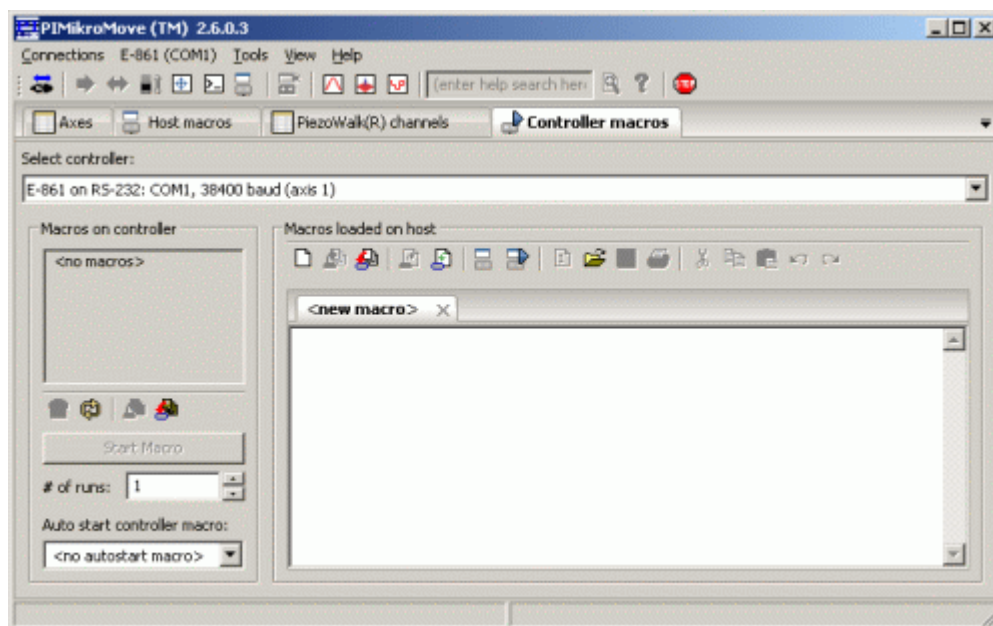 PIMikroMove (TM) 2.6.0.3
Connections E-861 (COM1) Tools View Help
(enter help search her
Axes Host macros PiezoWalk(R) channels Controller macros
Select controller:
E-861 on RS-232: COM1, 38400 baud (axis 1)
Macros on controller Macros loaded on host
<no macros>
<new macro>
Start Macro
# of runs: 1
Auto start controller macro:
<no autostart macro>